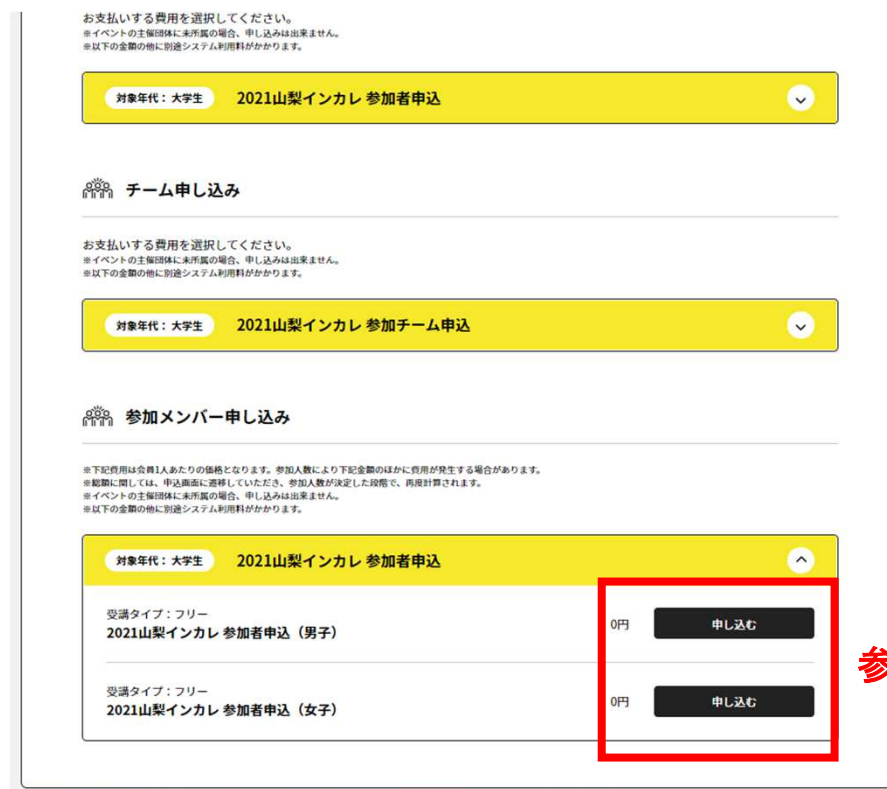 お支払いする費用を選択してください。
※イベントの主催団体に未所属の場合、申し込みは出来ません。
※以下の金額の他に別途システム利用料がかかります。
対象年代：大学生 2021山梨インカレ 参加者申込
チーム申し込み
お支払いする費用を選択してください。
※イベントの主催団体に未所属の場合、申し込みは出来ません。
※以下の金額の他に別途システム利用料がかかります。
対象年代：大学生 2021山梨インカレ 参加チーム申込
参加メンバー申し込み
※下記費用は会員1人あたりの価格となります。参加人数により下記金額のほかに費用が発生する場合があります。
※総額に関しては、申込画面に遷移していただき、参加人数が決定した段階で、再度計算されます。
※イベントの主催団体に未所属の場合、申し込みは出来ません。
※以下の金額の他に別途システム利用料がかかります。
対象年代：大学生 2021山梨インカレ 参加者申込
受講タイプ：フリー
2021山梨インカレ 参加者申込（男子） 0円 申し込む
参
受講タイプ：フリー
2021山梨インカレ 参加者申込（女子） 0円 申し込む